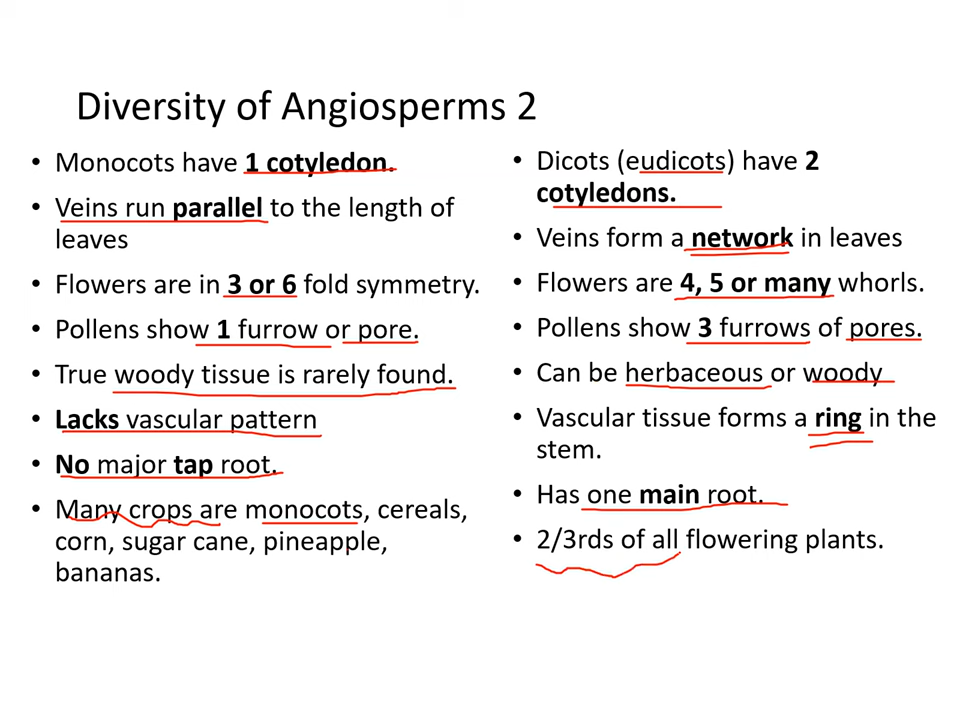 Diversity of Angiosperms 2
• Monocots have 1 cotyledon.
• Veins run parallel to the length of
leaves
• Flowers are in 3 or 6 fold symmetry.
• Pollens show 1 furrow or pore.
• True woody tissue is rarely found.
• Lacks vascular pattern
• No major tap root.
• Many crops are monocots, cereals,
corn, sugar cane, pineapple,
bananas.
• Dicots (eudicots) have 2
cotyledons.
• Veins form a network in leaves
• Flowers are 4, 5 or many whorls.
• Pollens show 3 furrows of pores.
• Can be herbaceous or woody
• Vascular tissue forms a ring in the
stem.
• Has one main root.
• 2/3rds of all flowering plants.